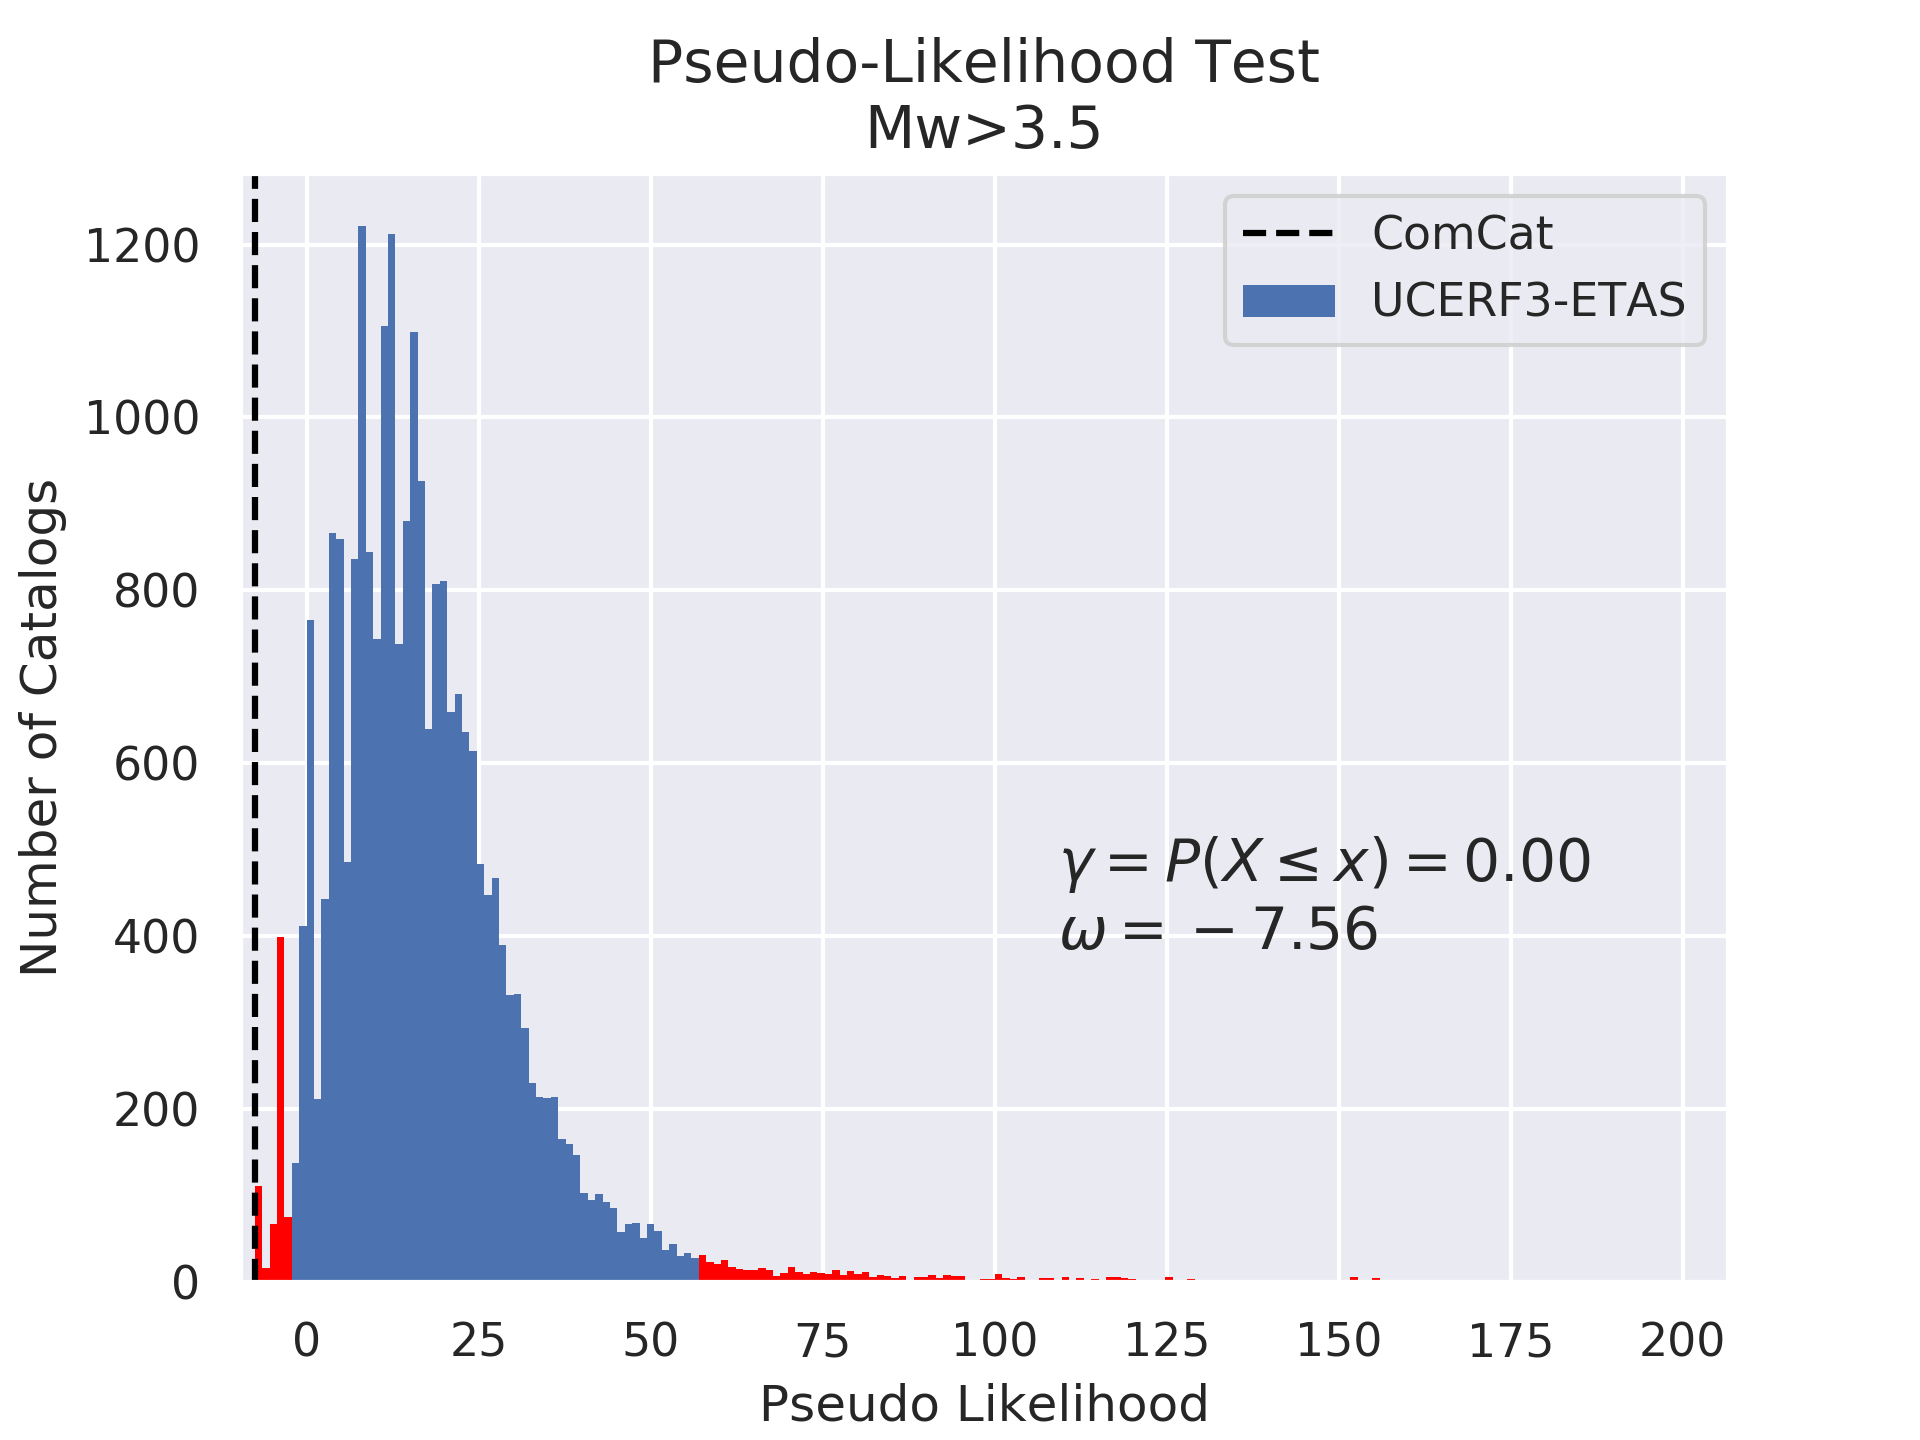 Pseudo-Likelihood Test
Mw>3.5
ComCat
UCERF3-ETAS
1200
1000
800
600
400
200
0
Number of Catalogs
γ = P(X ≤ x) = 0.00
ω = − 7.56
0 25 50 75 100 125 150 175 200
Pseudo Likelihood